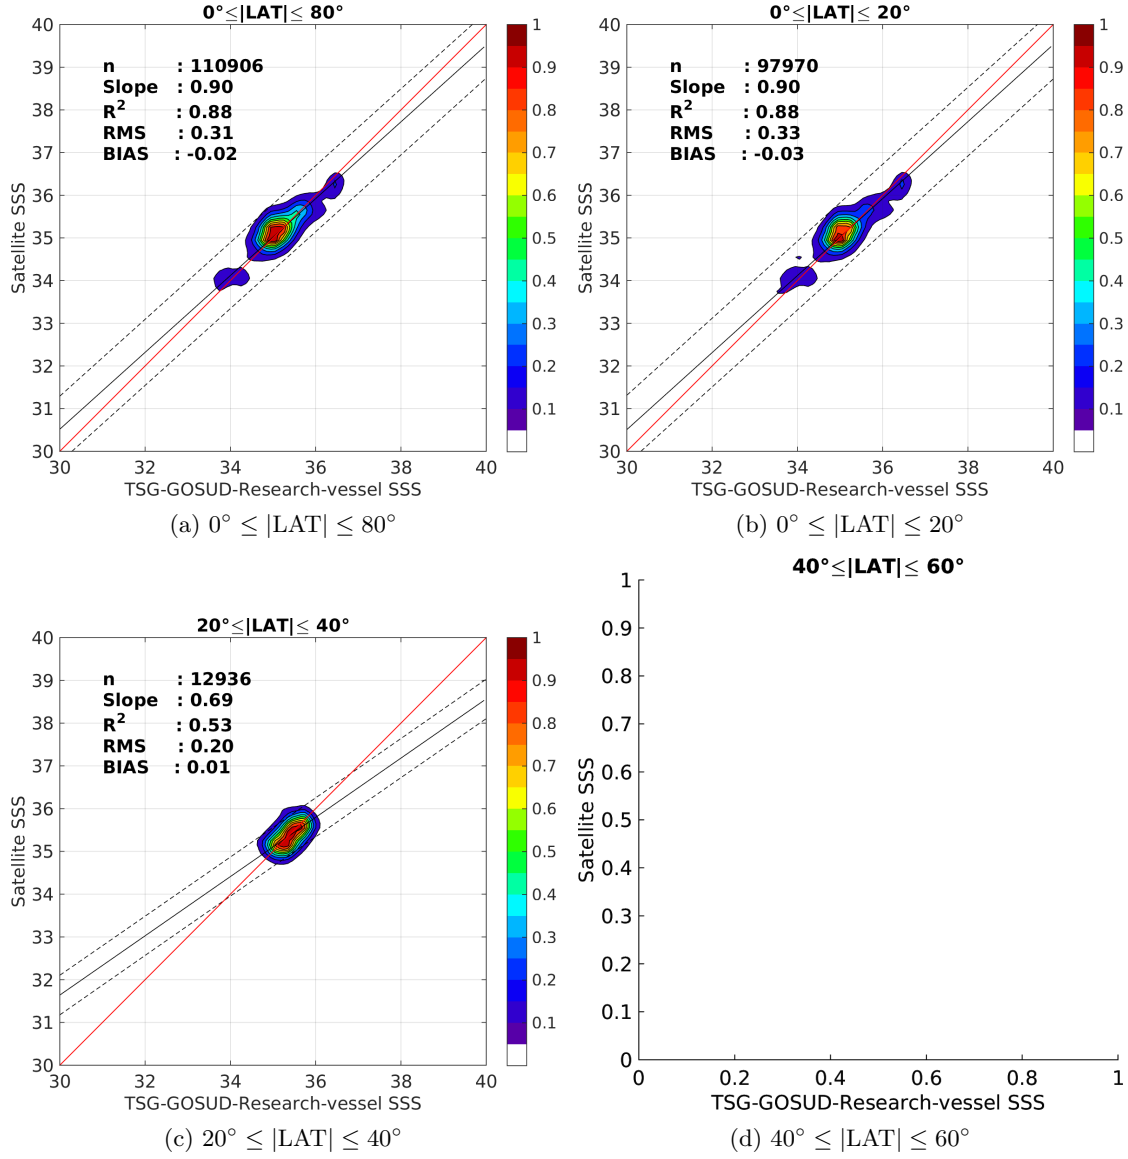 0°≤|LAT|≤ 80°
n : 110906
Slope : 0.90
R2 : 0.88
RMS : 0.31
BIAS : -0.02
Satellite SSS
40
39
38
37
36
35
34
33
32
31
30
30 32 34 36 38 40
TSG-GOSUD-Research-vessel SSS
1
0.9
0.8
0.7
0.6
0.5
0.4
0.3
0.2
0.1
(a) 0° ≤ |LAT| ≤ 80°
0°≤|LAT|≤ 20°
n : 97970
Slope : 0.90
R2 : 0.88
RMS : 0.33
BIAS : -0.03
Satellite SSS
40
39
38
37
36
35
34
33
32
31
30
30 32 34 36 38 40
TSG-GOSUD-Research-vessel SSS
1
0.9
0.8
0.7
0.6
0.5
0.4
0.3
0.2
0.1
(b) 0° ≤ |LAT| ≤ 20°
20°≤|LAT|≤ 40°
n : 12936
Slope : 0.69
R2 : 0.53
RMS : 0.20
BIAS : 0.01
Satellite SSS
40
39
38
37
36
35
34
33
32
31
30
30 32 34 36 38 40
TSG-GOSUD-Research-vessel SSS
1
0.9
0.8
0.7
0.6
0.5
0.4
0.3
0.2
0.1
(c) 20° ≤ |LAT| ≤ 40°
40°≤|LAT|≤ 60°
Satellite SSS
1
0.9
0.8
0.7
0.6
0.5
0.4
0.3
0.2
0.1
0
0 0.2 0.4 0.6 0.8 1
TSG-GOSUD-Research-vessel SSS
(d) 40° ≤ |LAT| ≤ 60°